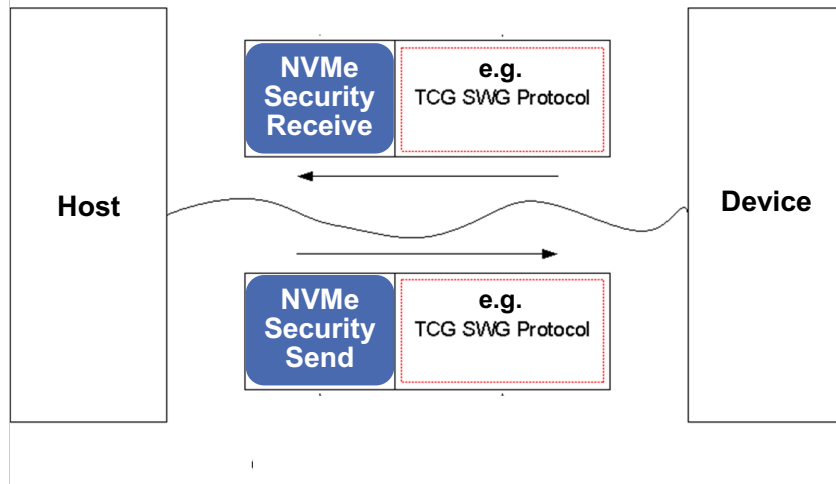 NVMe
Security
Receive
e.g.
TCG SWG Protocol
Host
Device
NVMe
Security
Send
e.g.
TCG SWG Protocol